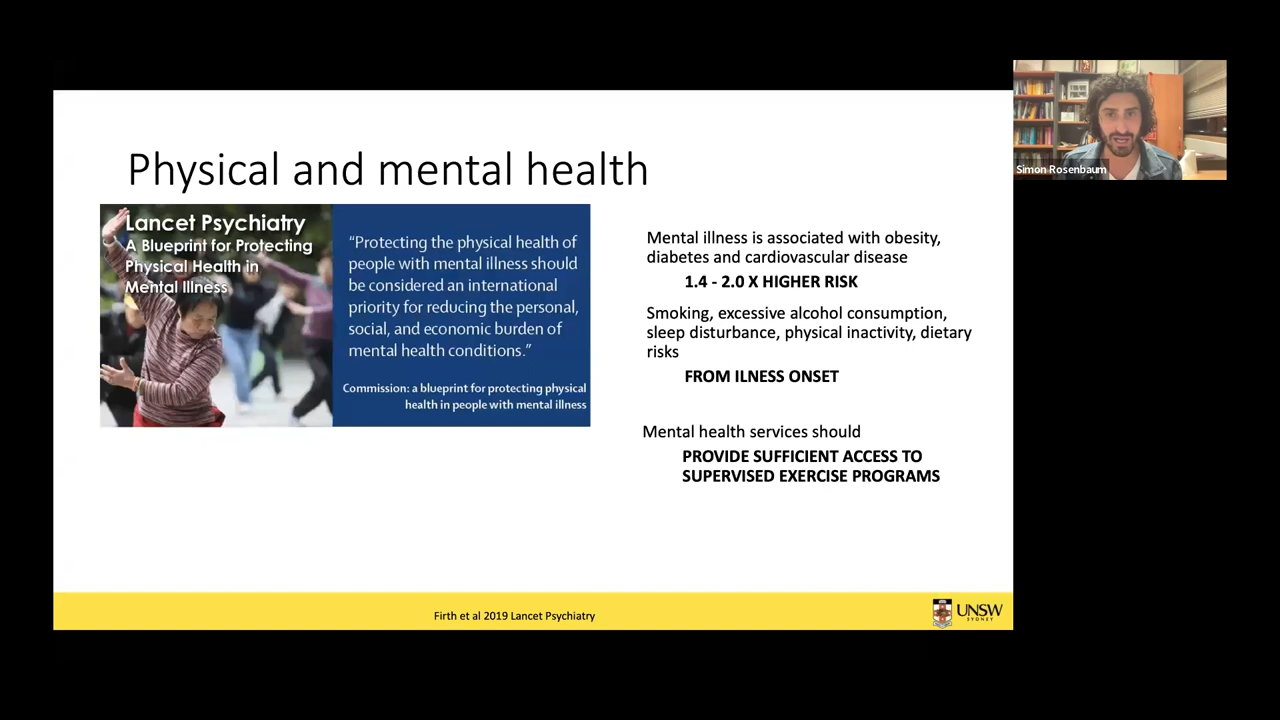 Physical and mental health
Lancet Psychiatry
A Blueprint for Protecting
Physical Health in
Mental Illness
“Protecting the physical health of
people with mental illness should
be considered an international
priority for reducing the personal,
social, and economic burden of
mental health conditions.”
Commission: a blueprint for protecting physical
health in people with mental illness
Mental illness is associated with obesity,
diabetes and cardiovascular disease
1.4 - 2.0 X HIGHER RISK
Smoking, excessive alcohol consumption,
sleep disturbance, physical inactivity, dietary
risks
FROM ILNESS ONSET
Mental health services should
PROVIDE SUFFICIENT ACCESS TO
SUPERVISED EXERCISE PROGRAMS
Firth et al 2019 Lancet Psychiatry
UNSW
SYDNEY
Simon Rosenbaum